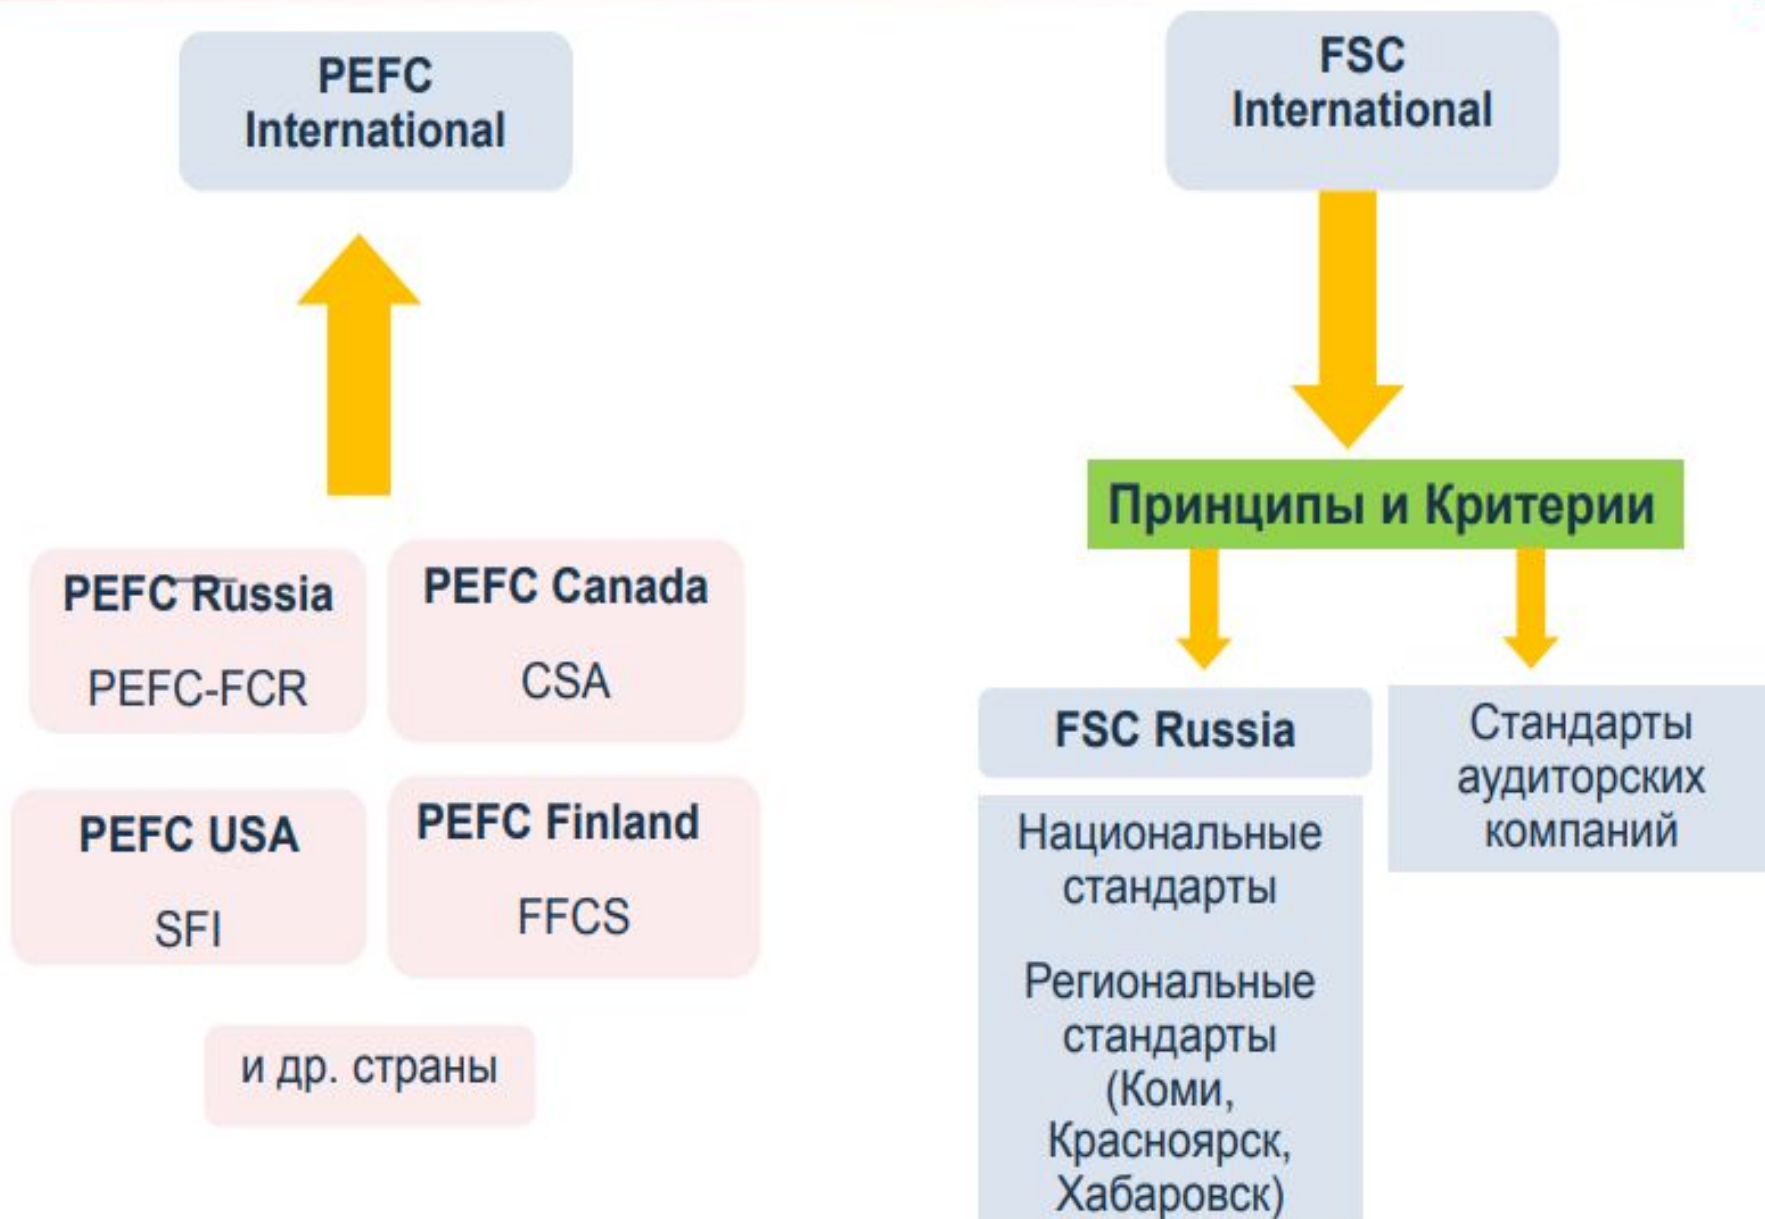 PEFC
International
PEFC Russia
PEFC-FCR
PEFC Canada
CSA
PEFC USA
SFI
PEFC Finland
FFCS
и др. страны
FSC
International
Принципы и Критерии
FSC Russia
Национальные
стандарты
Региональные
стандарты
(Коми,
Красноярск,
Хабаровск)
Стандарты
аудиторских
компаний